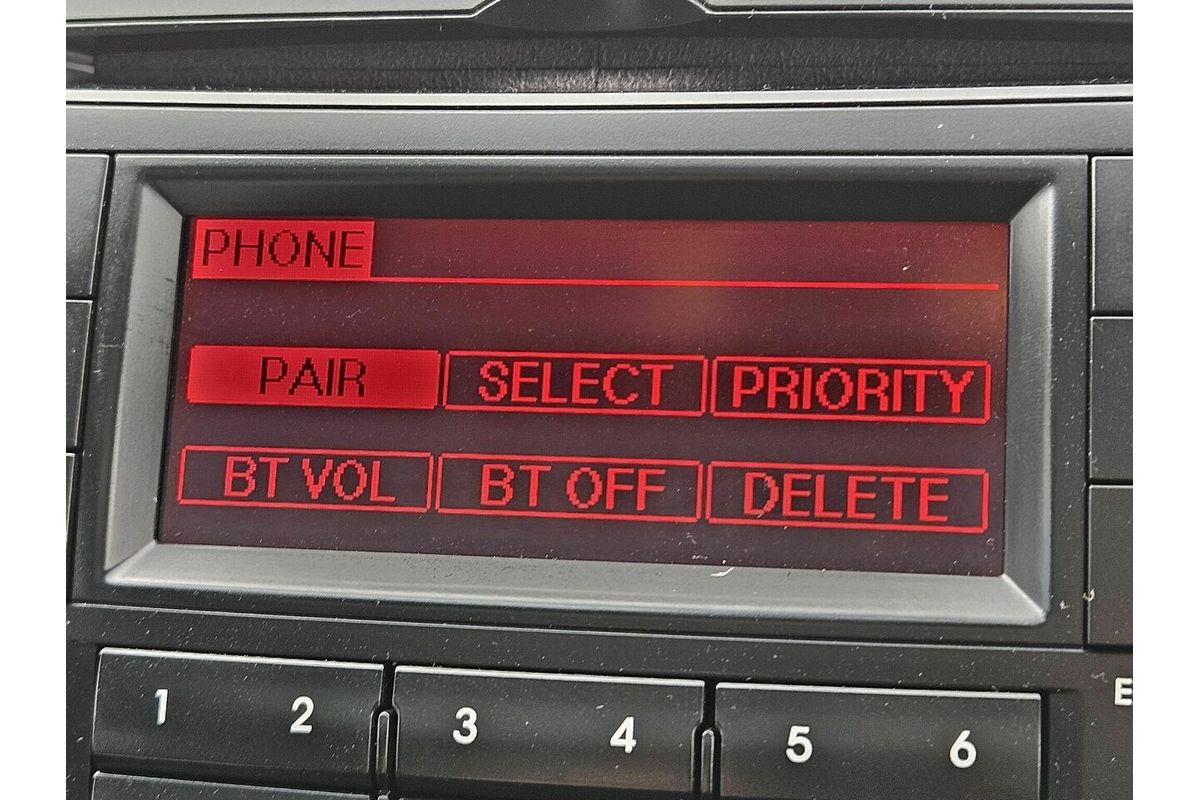 PHONE
PAIR SELECT PRIORITY
BT VOL BT OFF DELETE
1 2 3 4 5 6